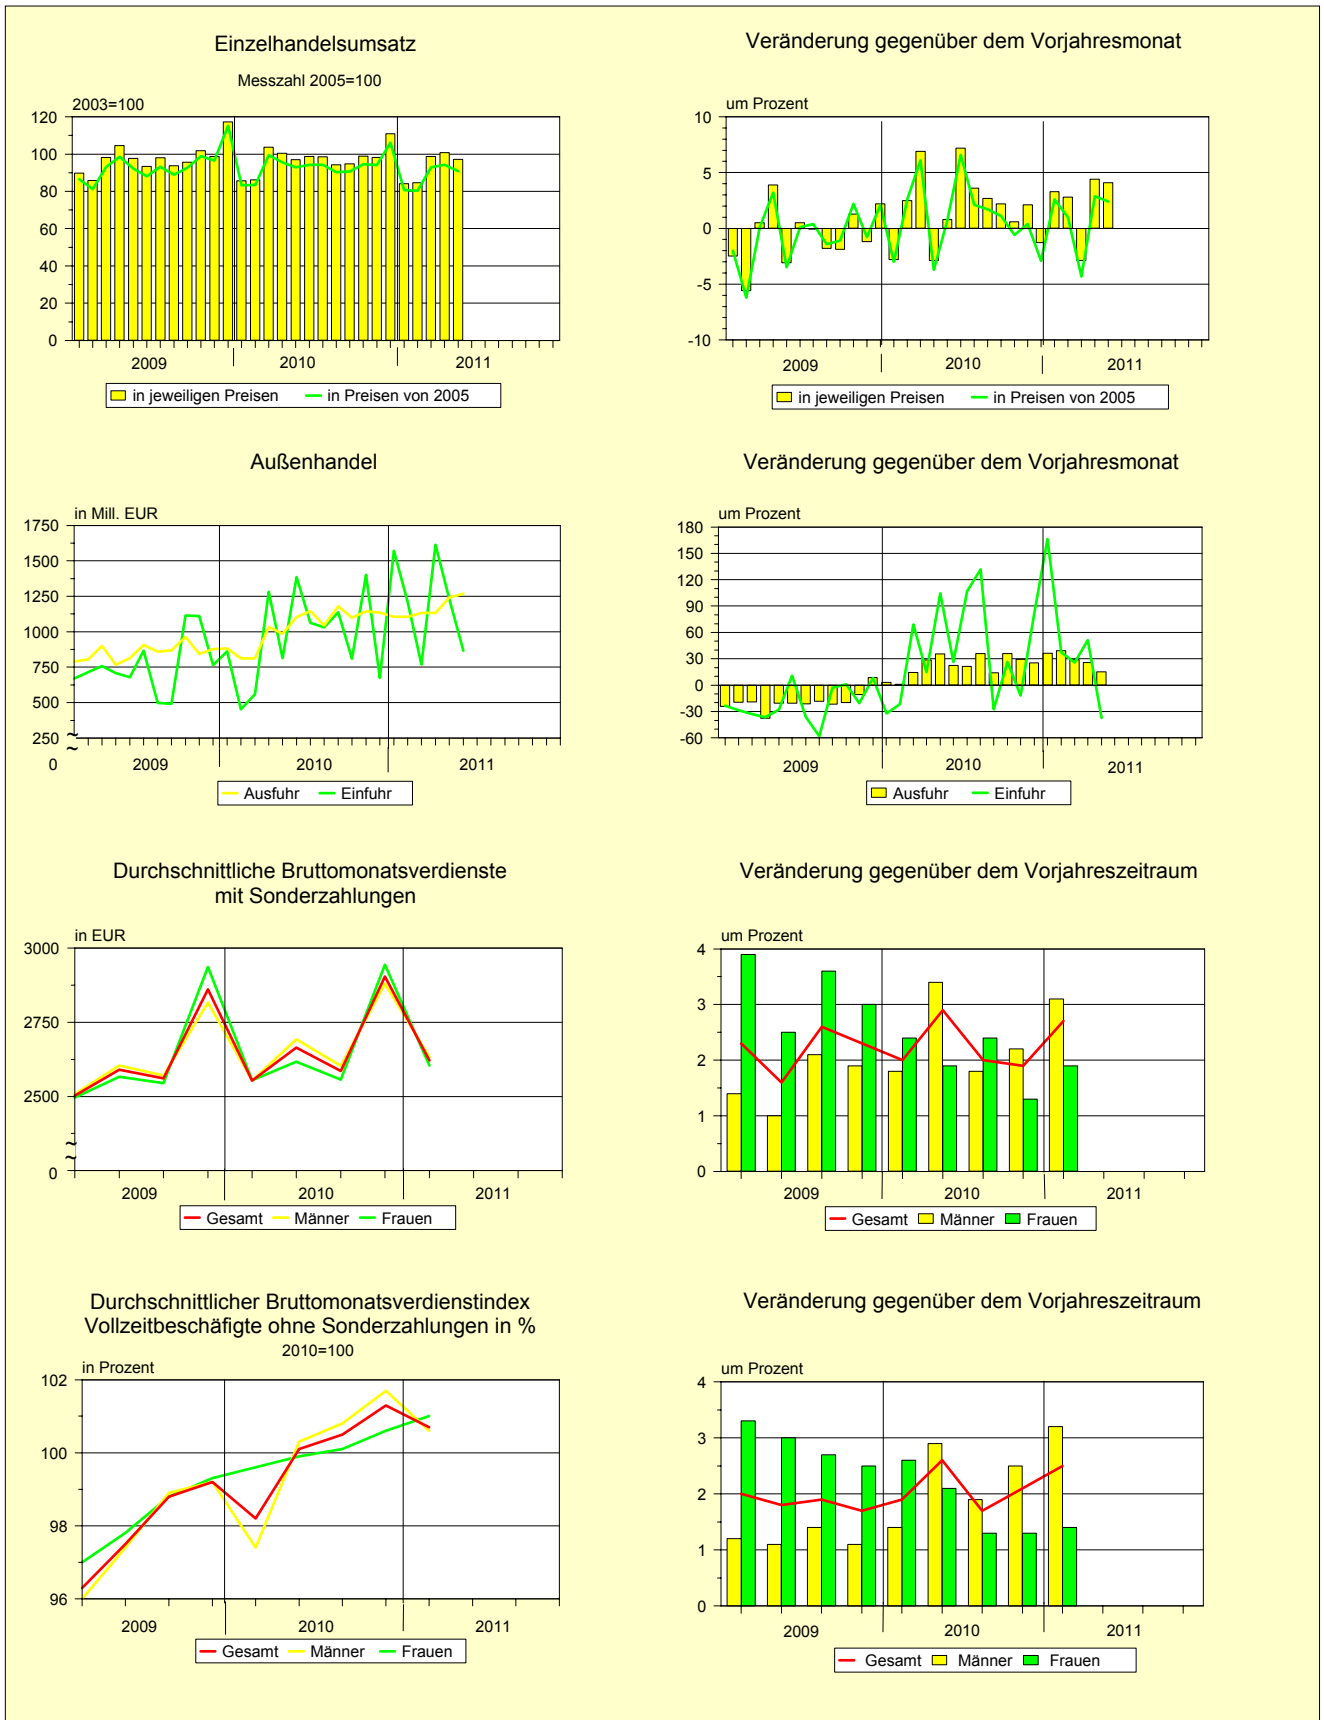 Einzelhandelsumsatz
Messzahl 2005=100
2003=100
120
100
80
60
40
20
0
2009 2010 2011
in jeweiligen Preisen in Preisen von 2005
Veränderung gegenüber dem Vorjahresmonat
um Prozent
10
5
0
-5
-10
2009 2010 2011
in jeweiligen Preisen in Preisen von 2005
Außenhandel
in Mill. EUR
1750
1500
1250
1000
750
500
250
~
~
0
2009 2010 2011
Ausfuhr Einfuhr
Veränderung gegenüber dem Vorjahresmonat
um Prozent
180
150
120
90
60
30
0
-30
-60
2009 2010 2011
Ausfuhr Einfuhr
Durchschnittliche Bruttomonatsverdienste
mit Sonderzahlungen
in EUR
3000
2750
2500
~
~
0
2009 2010 2011
Gesamt Männer Frauen
Veränderung gegenüber dem Vorjahreszeitraum
um Prozent
4
3
2
1
0
2009 2010 2011
Gesamt Männer Frauen
Durchschnittlicher Bruttomonatsverdienstindex
Vollzeitbeschäfigte ohne Sonderzahlungen in %
2010=100
in Prozent
102
100
98
96
2009 2010 2011
Gesamt Männer Frauen
Veränderung gegenüber dem Vorjahreszeitraum
um Prozent
4
3
2
1
0
2009 2010 2011
Gesamt Männer Frauen